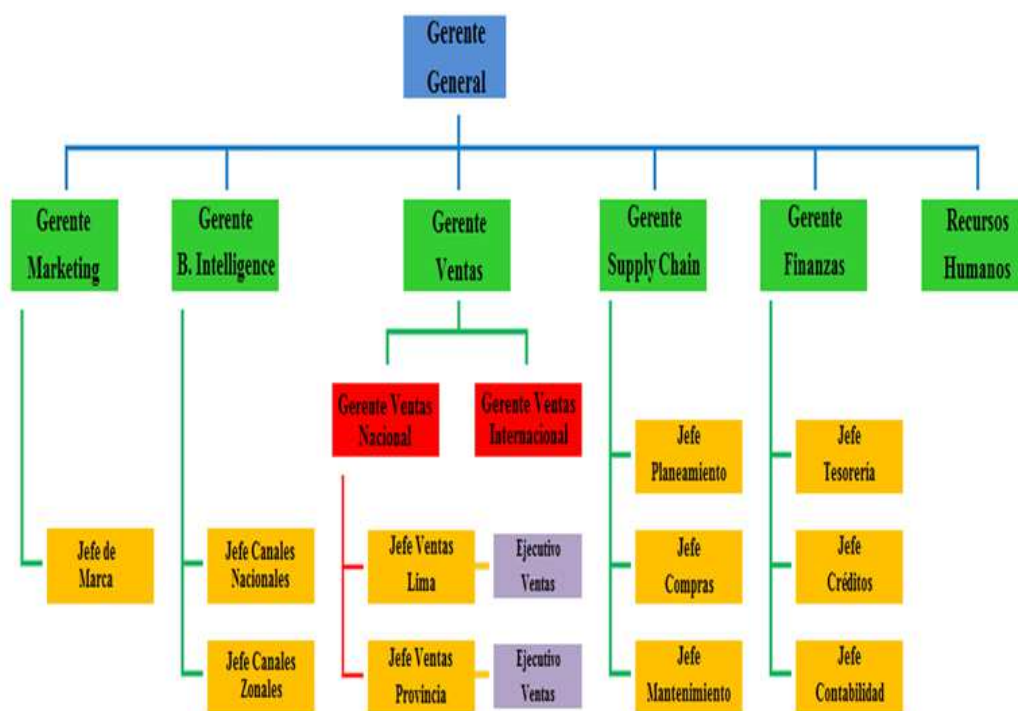 Gerente
General
Gerente
Marketing
Gerente
B. Intelligence
Gerente
Ventas
Gerente
Supply Chain
Gerente
Finanzas
Recursos
Humanos
Gerente Ventas
Nacional
Gerente Ventas
Internacional
Jefe
Planeamiento
Jefe
Tesorería
Jefe de
Marca
Jefe Canales
Nacionales
Jefe Ventas
Lima
Ejecutivo
Ventas
Jefe
Compras
Jefe
Créditos
Jefe Canales
Zonales
Jefe Ventas
Provincia
Ejecutivo
Ventas
Jefe
Mantenimiento
Jefe
Contabilidad